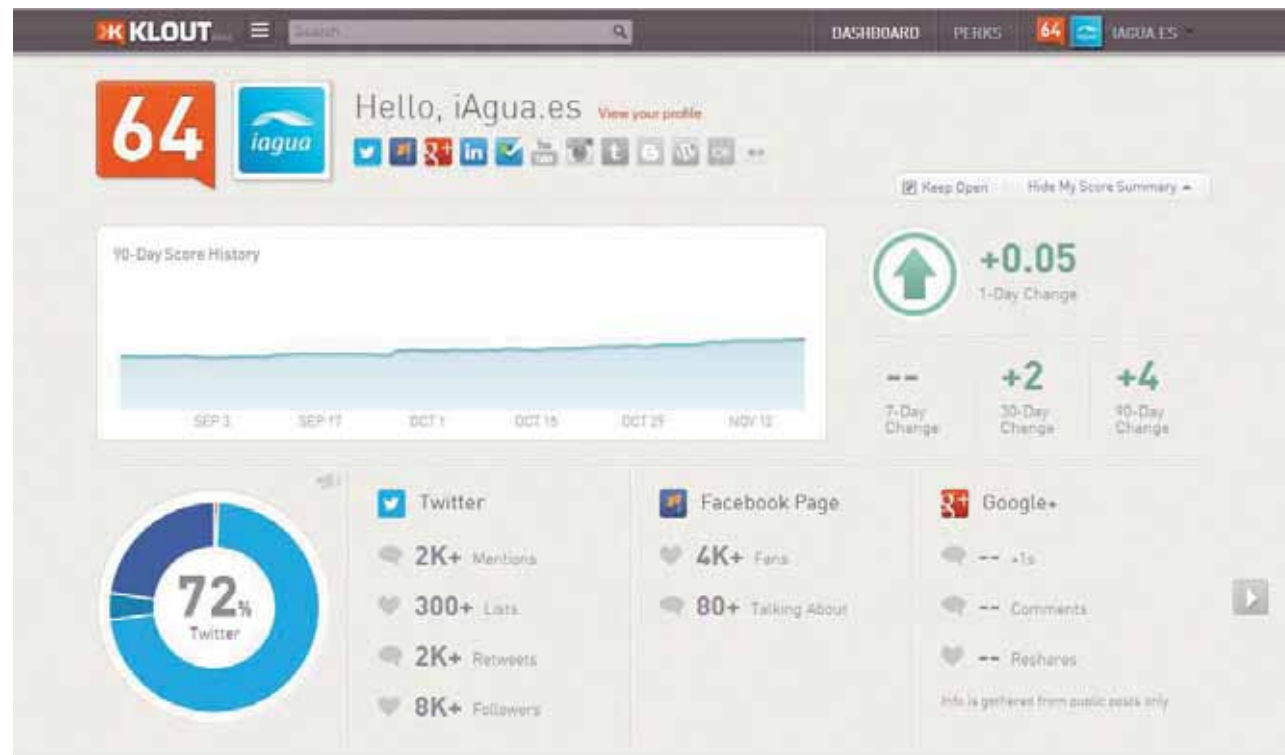 KLOUT Search DASHBOARD PERKS 64 IAGUA.ES
64 iagua Hello, iAgua.es View your profile
Keep Open Hide My Score Summary
90-Day Score History
+0.05
1-Day Change
-- +2 +4
7-Day Change 30-Day Change 90-Day Change
SEP 3 SEP 17 OCT 1 OCT 15 OCT 29 NOV 12
72%
Twitter
Twitter
2K+ Mentions
300+ Lists
2K+ Retweets
8K+ Followers
Facebook Page
4K+ Fans
80+ Talking About
Google+
-- +1s
-- Comments
-- Reshares
Info is gathered from public posts only